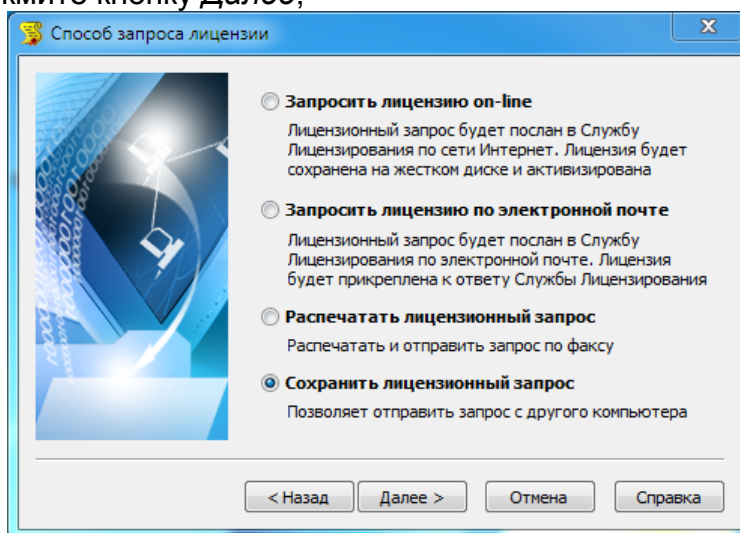 кмите кнопку Далее;
Способ запроса лицензии
Запросить лицензию on-line
Лицензионный запрос будет послан в Службу
Лицензирования по сети Интернет. Лицензия будет
сохранена на жестком диске и активизирована
Запросить лицензию по электронной почте
Лицензионный запрос будет послан в Службу
Лицензирования по электронной почте. Лицензия
будет прикреплена к ответу Службы Лицензирования
Распечатать лицензионный запрос
Распечатать и отправить запрос по факсу
Сохранить лицензионный запрос
Позволяет отправить запрос с другого компьютера
< Назад Далее > Отмена Справка